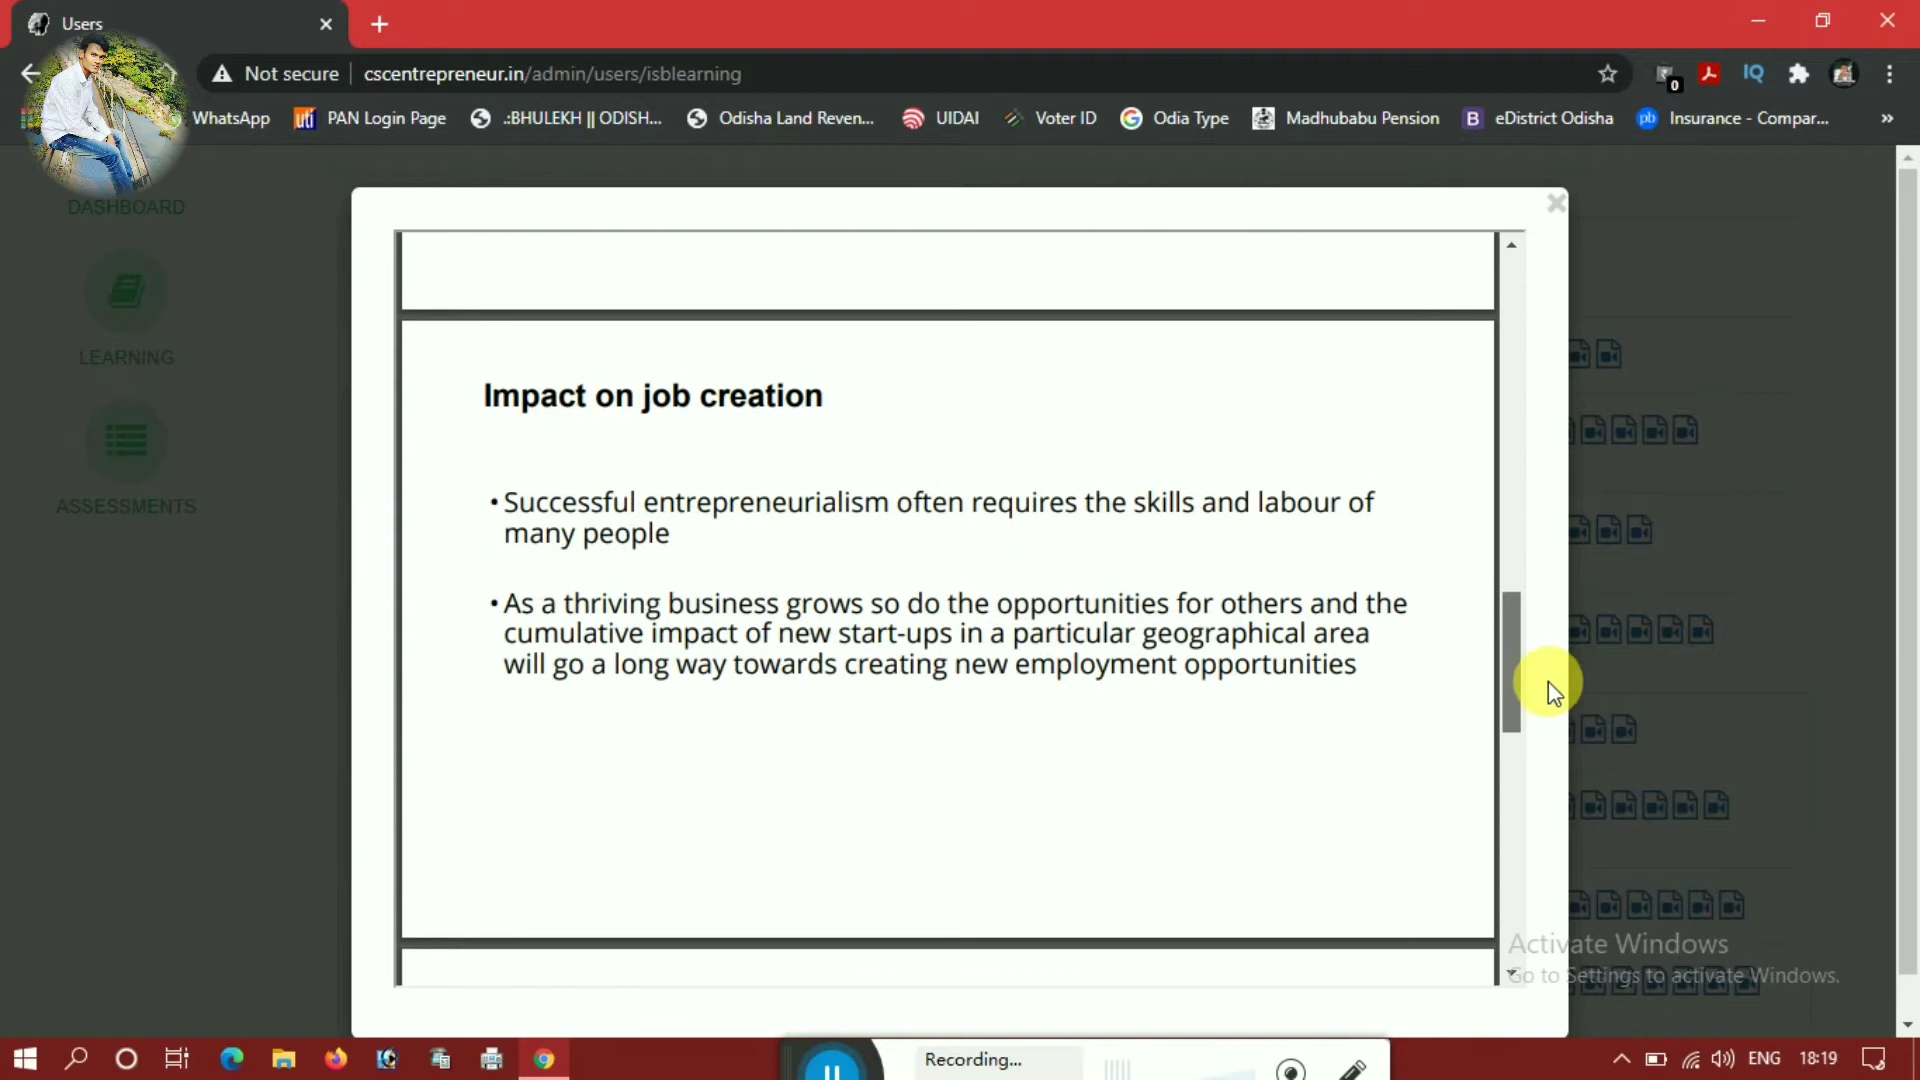 Users
Not secure
cscentrepreneur.in/admin/users/isblearning
0
IQ
WhatsApp
uti
PAN Login Page
.:BHULEKH || ODISH...
Odisha Land Reven...
UIDAI
Voter ID
Odia Type
Madhubabu Pension
B
eDistrict Odisha
pb
Insurance - Compar...
»
DASHBOARD
LEARNING
ASSESSMENTS
Impact on job creation
• Successful entrepreneurialism often requires the skills and labour of
many people
• As a thriving business grows so do the opportunities for others and the
cumulative impact of new start-ups in a particular geographical area
will go a long way towards creating new employment opportunities
Activate Windows
Go to Settings to activate Windows.
Recording...
ENG
18:19